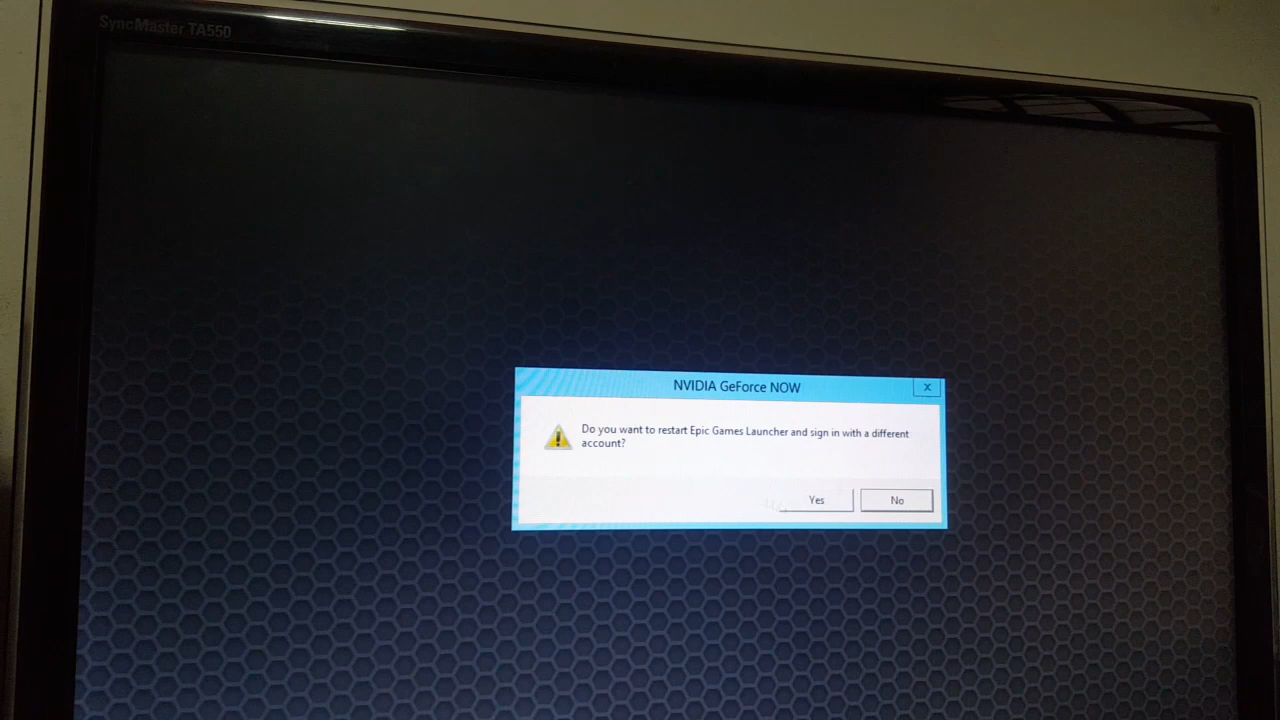 SyncMaster TA550
NVIDIA GeForce NOW
x
Do you want to restart Epic Games Launcher and sign in with a different
account?
Yes
No